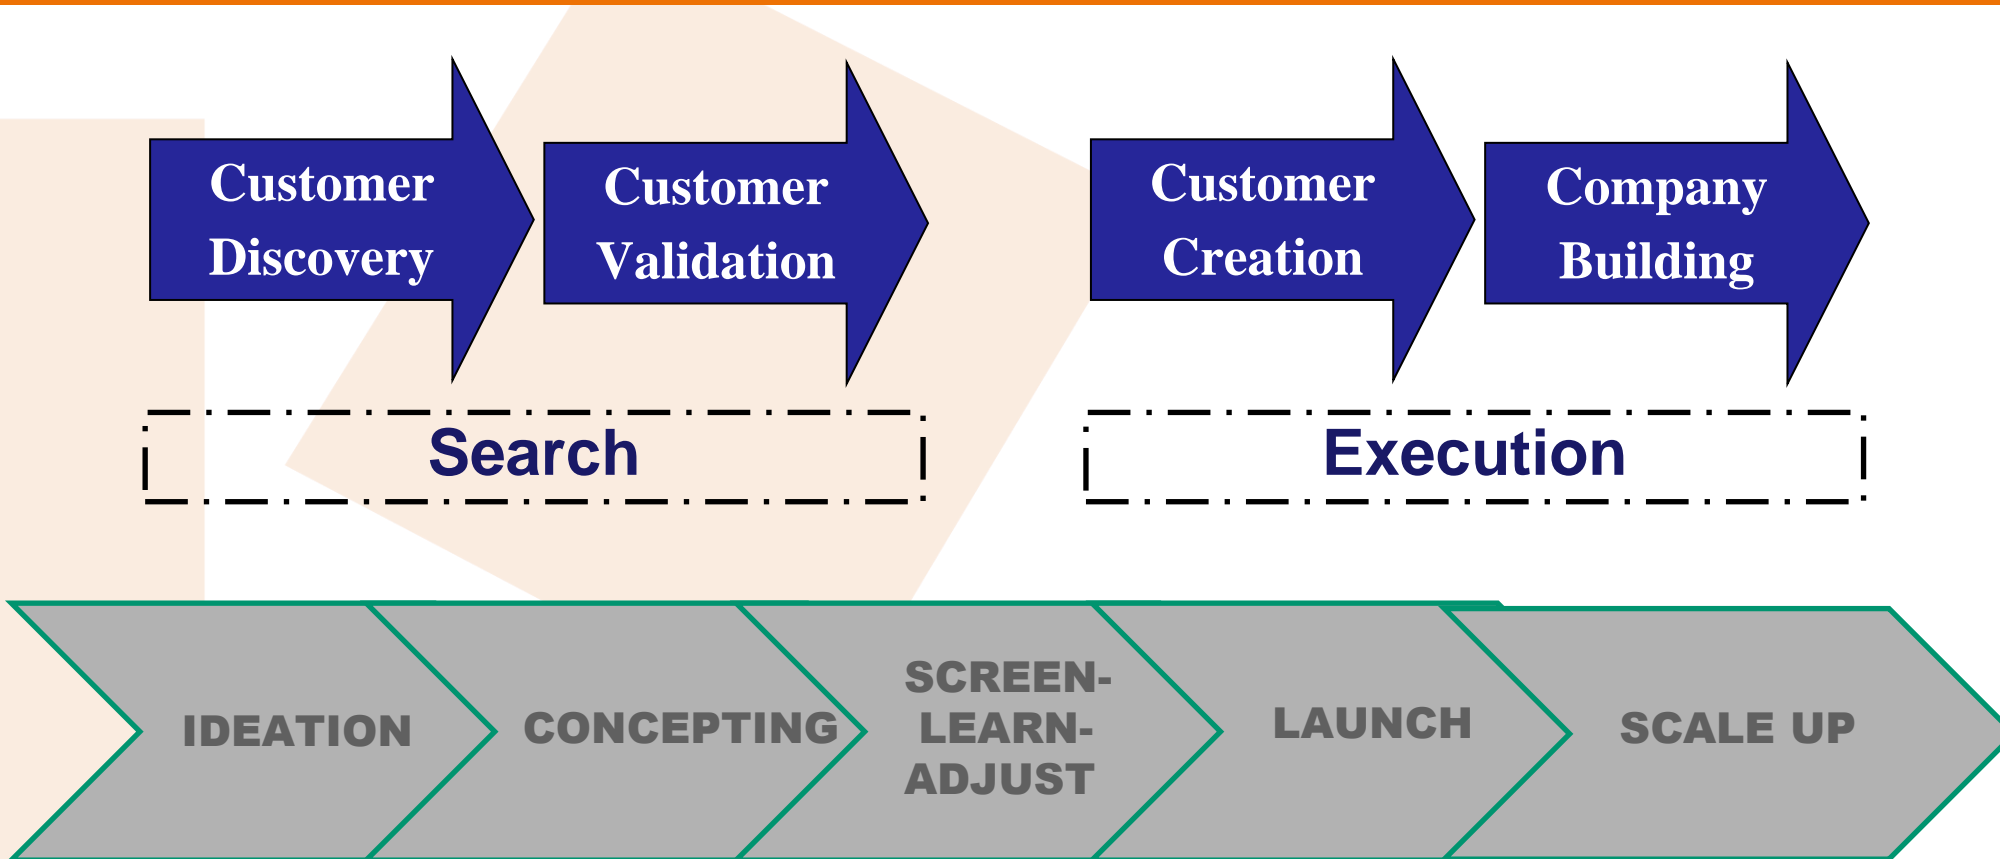 Customer
Discovery
Customer
Validation
Customer
Creation
Company
Building
Search
Execution
IDEATION
CONCEPTING
SCREEN-
LEARN-
ADJUST
LAUNCH
SCALE UP